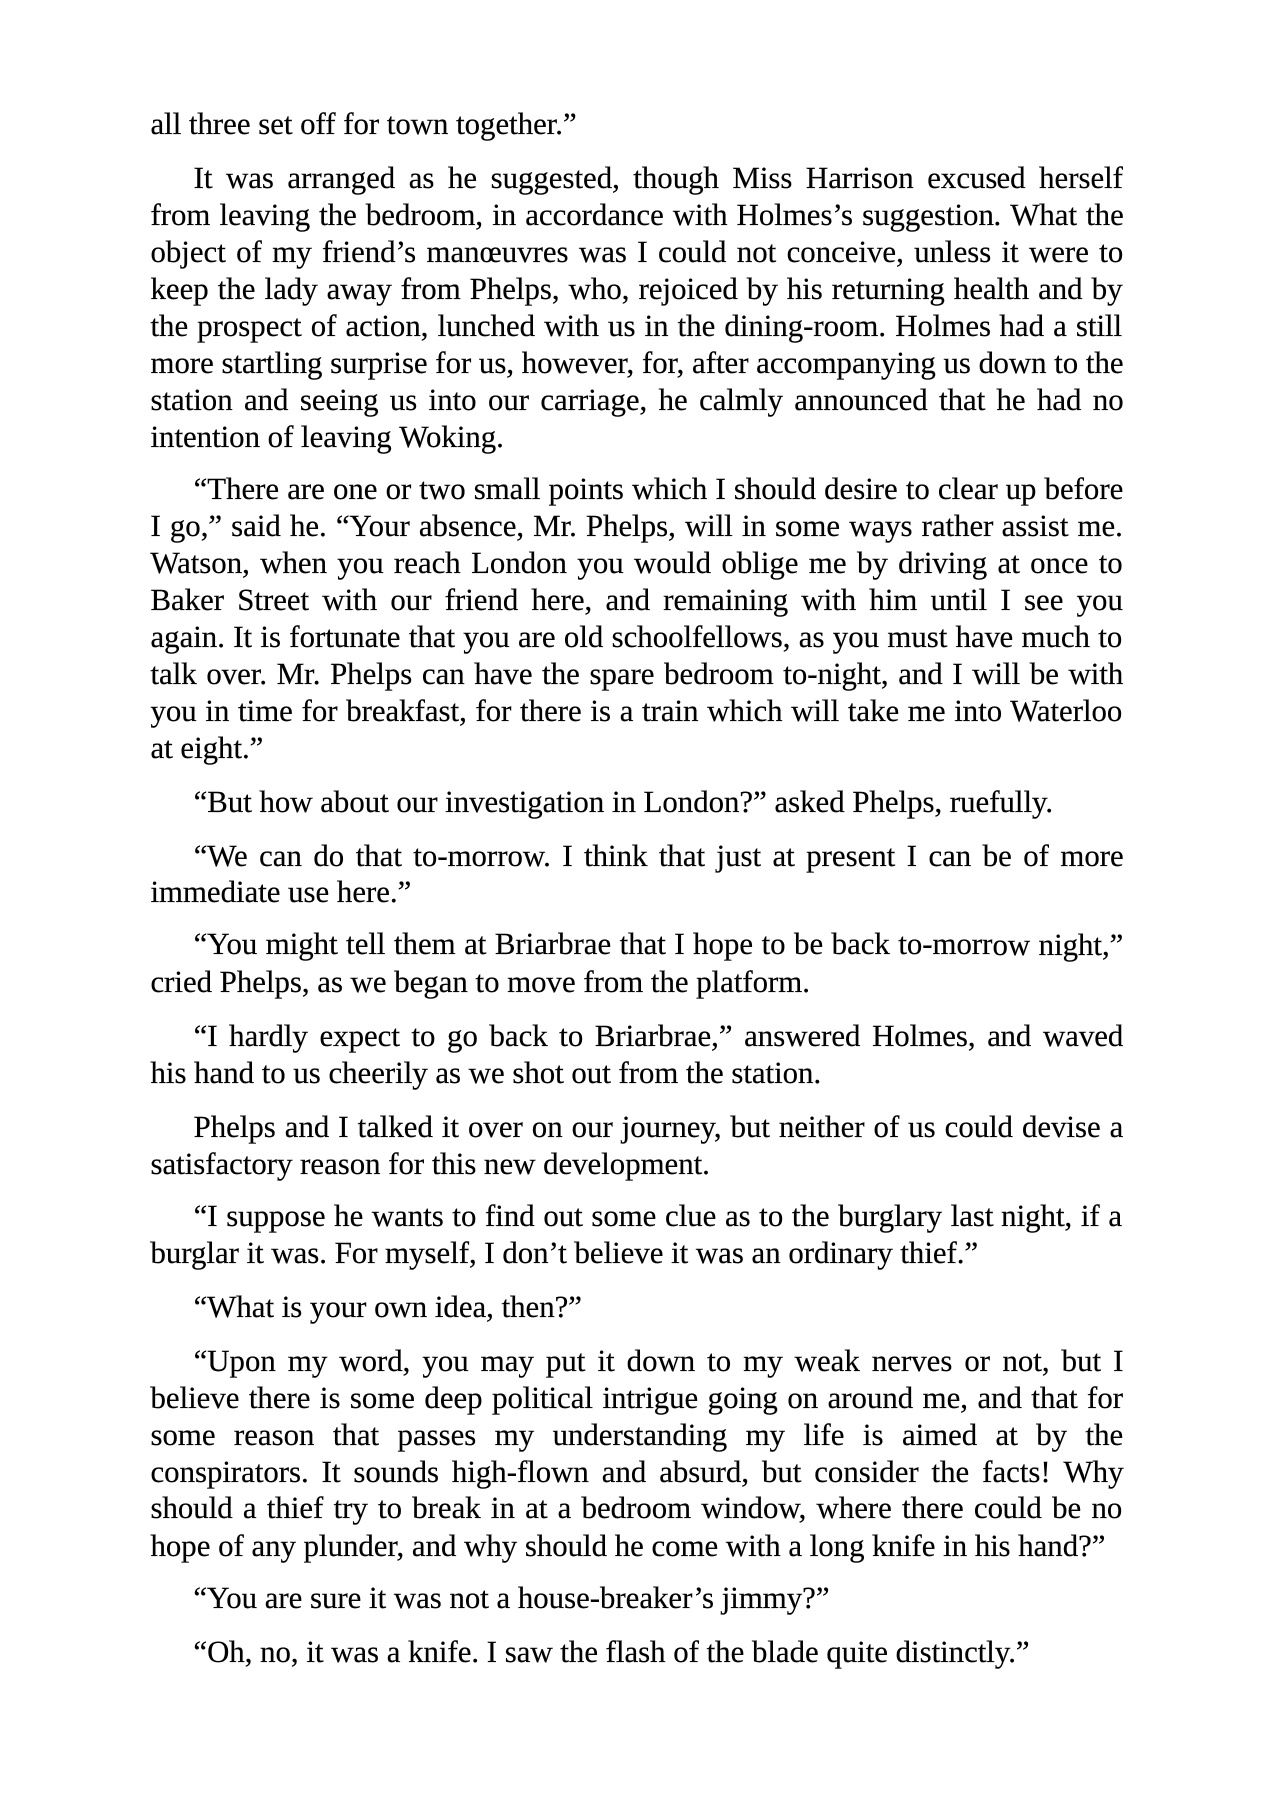 all three set off for town together.”
It was arranged as he suggested, though Miss Harrison excused herself
from leaving the bedroom, in accordance with Holmes’s suggestion. What the
object of my friend’s manœuvres was I could not conceive, unless it were to
keep the lady away from Phelps, who, rejoiced by his returning health and by
the prospect of action, lunched with us in the dining-room. Holmes had a still
more startling surprise for us, however, for, after accompanying us down to the
station and seeing us into our carriage, he calmly announced that he had no
intention of leaving Woking.
“There are one or two small points which I should desire to clear up before
I go,” said he. “Your absence, Mr. Phelps, will in some ways rather assist me.
Watson, when you reach London you would oblige me by driving at once to
Baker Street with our friend here, and remaining with him until I see you
again. It is fortunate that you are old schoolfellows, as you must have much to
talk over. Mr. Phelps can have the spare bedroom to-night, and I will be with
you in time for breakfast, for there is a train which will take me into Waterloo
at eight.”
“But how about our investigation in London?” asked Phelps, ruefully.
“We can do that to-morrow. I think that just at present I can be of more
immediate use here.”
“You might tell them at Briarbrae that I hope to be back to-morrow night,”
cried Phelps, as we began to move from the platform.
“I hardly expect to go back to Briarbrae,” answered Holmes, and waved
his hand to us cheerily as we shot out from the station.
Phelps and I talked it over on our journey, but neither of us could devise a
satisfactory reason for this new development.
“I suppose he wants to find out some clue as to the burglary last night, if a
burglar it was. For myself, I don’t believe it was an ordinary thief.”
“What is your own idea, then?”
“Upon my word, you may put it down to my weak nerves or not, but I
believe there is some deep political intrigue going on around me, and that for
some reason that passes my understanding my life is aimed at by the
conspirators. It sounds high-flown and absurd, but consider the facts! Why
should a thief try to break in at a bedroom window, where there could be no
hope of any plunder, and why should he come with a long knife in his hand?”
“You are sure it was not a house-breaker’s jimmy?”
“Oh, no, it was a knife. I saw the flash of the blade quite distinctly.”